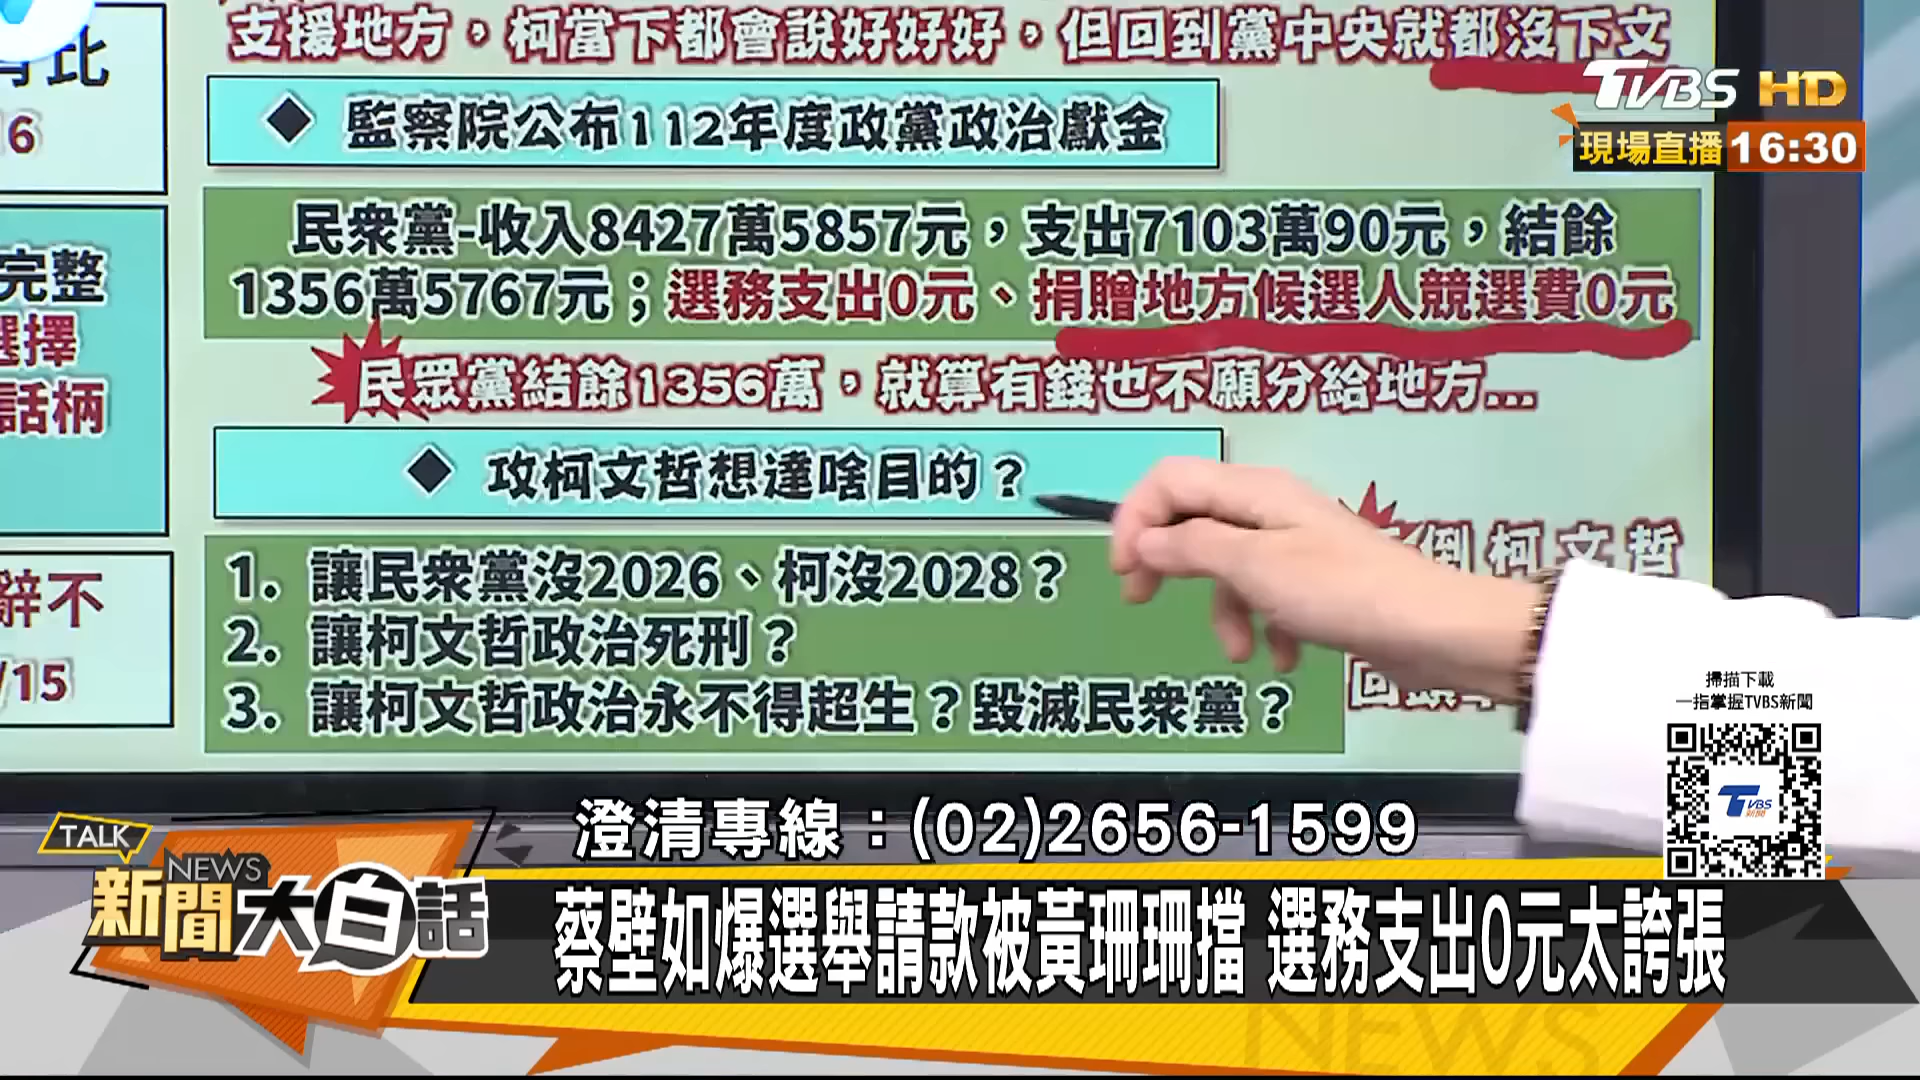 支援地方，柯當下都會說好好好，但回到黨中央就都沒下文
TVBS HD
現場直播 16:30
6
◆ 監察院公布112年度政黨政治獻金
民衆黨-收入8427萬5857元，支出7103萬90元，結餘
1356萬5767元；選務支出0元、捐贈地方候選人競選費0元
民眾黨結餘1356萬，就算有錢也不願分給地方...
完整
選擇
話柄
◆ 攻柯文哲想達啥目的？
倒柯文哲
1. 讓民衆黨沒2026、柯沒2028？
2. 讓柯文哲政治死刑？
3. 讓柯文哲政治永不得超生？毀滅民衆黨？
辭不
/15
掃描下載
一指掌握TVBS新聞
TVBS
新聞
澄清專線：(02)2656-1599
TALK
NEWS
新聞大白話
蔡壁如爆選舉請款被黃珊珊擋 選務支出0元太誇張
NEWS